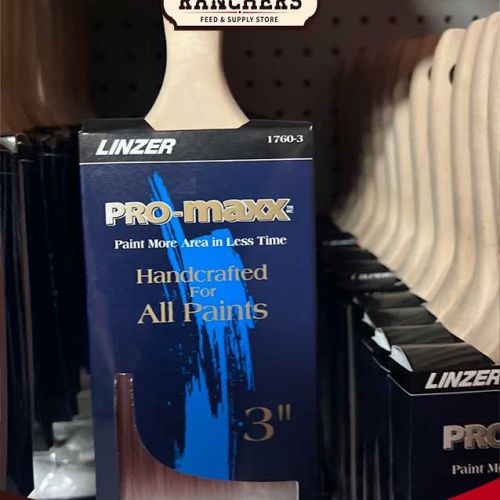 RANCHERS
FEED & SUPPLY STORE
LINZER
1760-3
PRO-maxx
Paint More Area in Less Time
Handcrafted
For
All Paints
3"
LINZER
PRO
Paint M